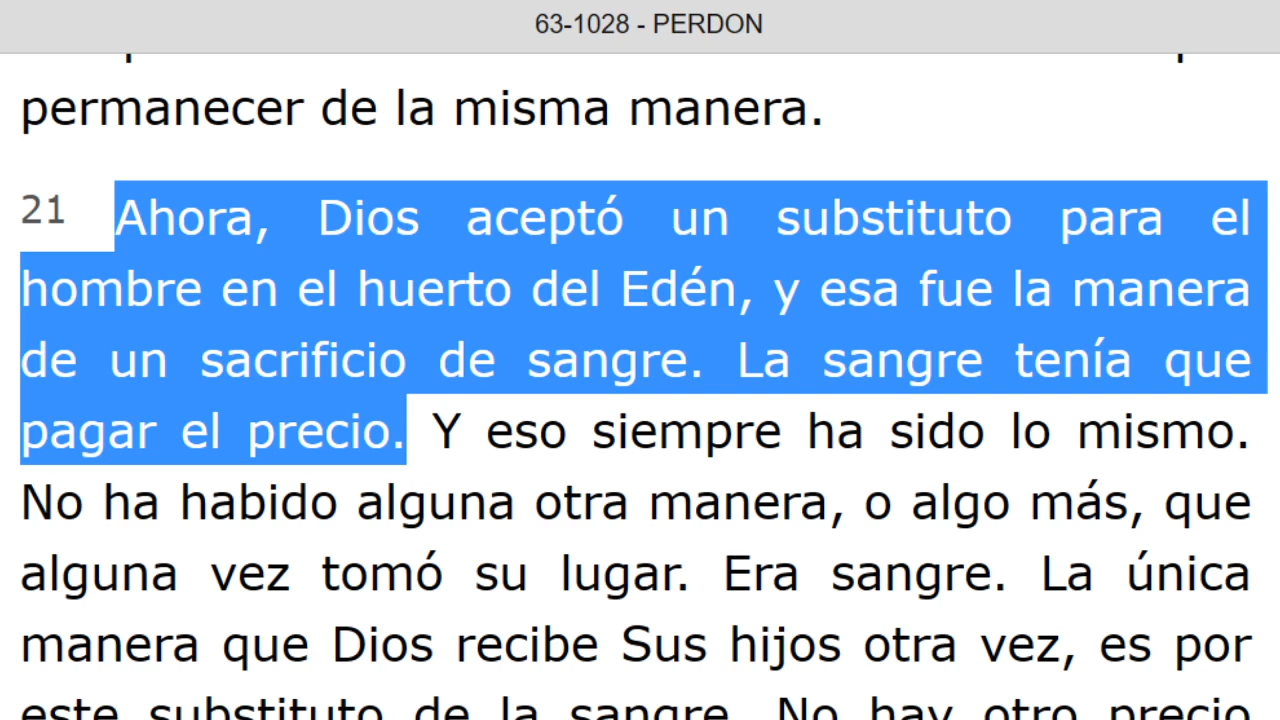 63-1028 - PERDON
permanecer de la misma manera.
21 Ahora, Dios aceptó un substituto para el
hombre en el huerto del Edén, y esa fue la manera
de un sacrificio de sangre. La sangre tenía que
pagar el precio. Y eso siempre ha sido lo mismo.
No ha habido alguna otra manera, o algo más, que
alguna vez tomó su lugar. Era sangre. La única
manera que Dios recibe Sus hijos otra vez, es por
este substituto de la sangre. No hay otro precio